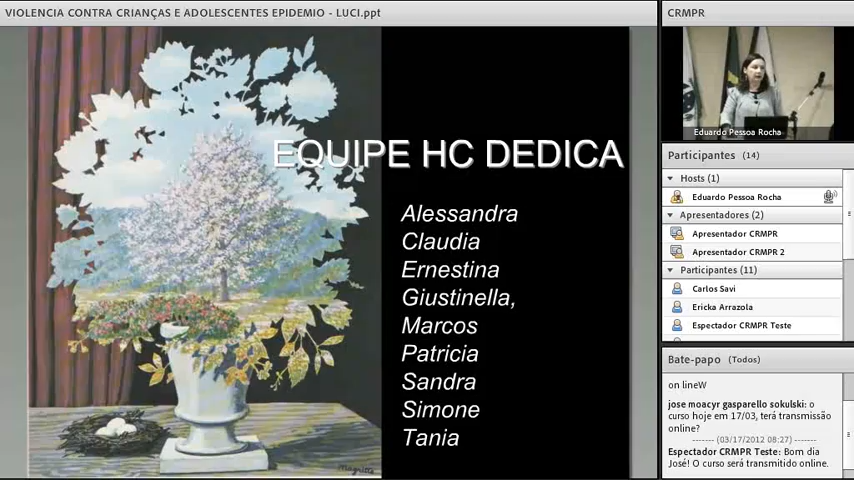 VIOLENCIA CONTRA CRIANÇAS E ADOLESCENTES EPIDEMIO - LUCI.ppt
EQUIPE HC DEDICA
Alessandra
Claudia
Ernestina
Giustinella,
Marcos
Patricia
Sandra
Simone
Tania
Magritte
CRMPR
Eduardo Pessoa Rocha
Participantes (14)
Hosts (1)
Eduardo Pessoa Rocha
Apresentadores (2)
Apresentador CRMPR
Apresentador CRMPR 2
Participantes (11)
Carlos Savi
Ericka Arrazola
Espectador CRMPR Teste
Bate-papo (Todos)
on lineW
jose moacyr gasparello sokulski: o
curso hoje em 17/03, terá transmissão
online?
------- (03/17/2012 08:27) -------
Espectador CRMPR Teste: Bom dia
José! O curso será transmitido online.